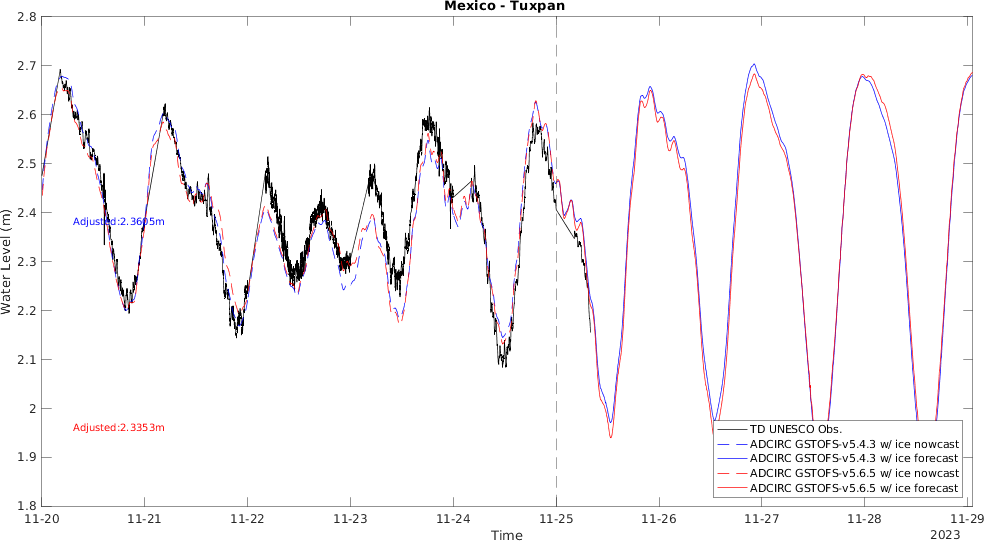 Mexico - Tuxpan
2.8
2.7
2.6
2.5
2.4
2.3
2.2
2.1
2
1.9
1.8
Water Level (m)
Adjusted:2.3605m
Adjusted:2.3353m
TD UNESCO Obs.
ADCIRC GSTOFS-v5.4.3 w/ ice nowcast
ADCIRC GSTOFS-v5.4.3 w/ ice forecast
ADCIRC GSTOFS-v5.6.5 w/ ice nowcast
ADCIRC GSTOFS-v5.6.5 w/ ice forecast
11-20 11-21 11-22 11-23 11-24 11-25 11-26 11-27 11-28 11-29
Time
2023